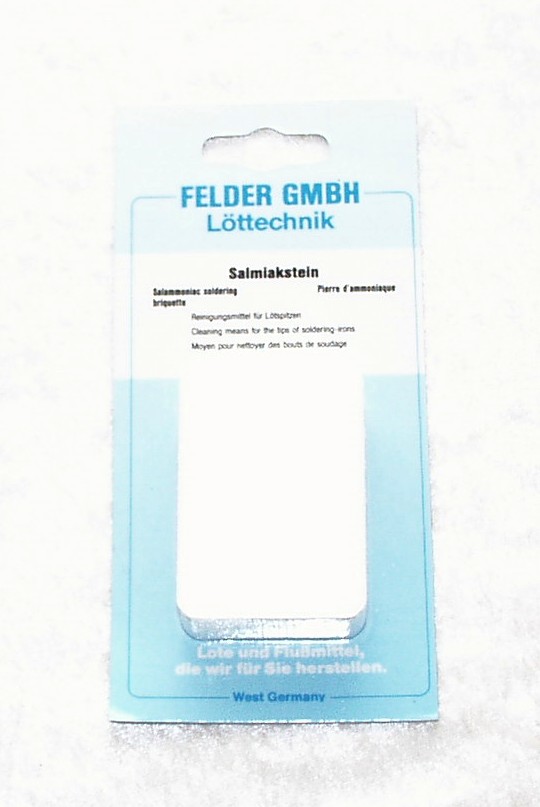 FELDER GMBH
Löttechnik
Salmiakstein
Salammoniac soldering
briquette
Pierre d'ammoniaque
Reinigungsmittel für Lötspitzen
Cleaning means for the tips of soldering-irons
Moyen pour nettoyer des bouts de soudage
Lote und Flußmittel,
die wir für Sie herstellen.
West Germany